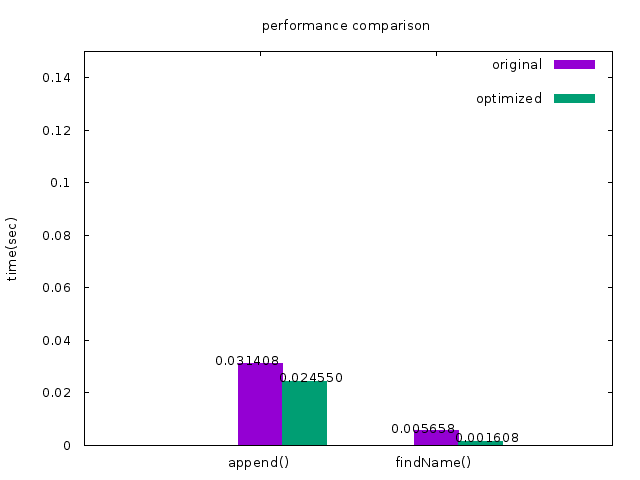 performance comparison
original
optimized
0.14
0.12
0.1
0.08
0.06
0.04
0.02
0
time(sec)
0.031408
0.024550
0.005658
0.001608
append()
findName()